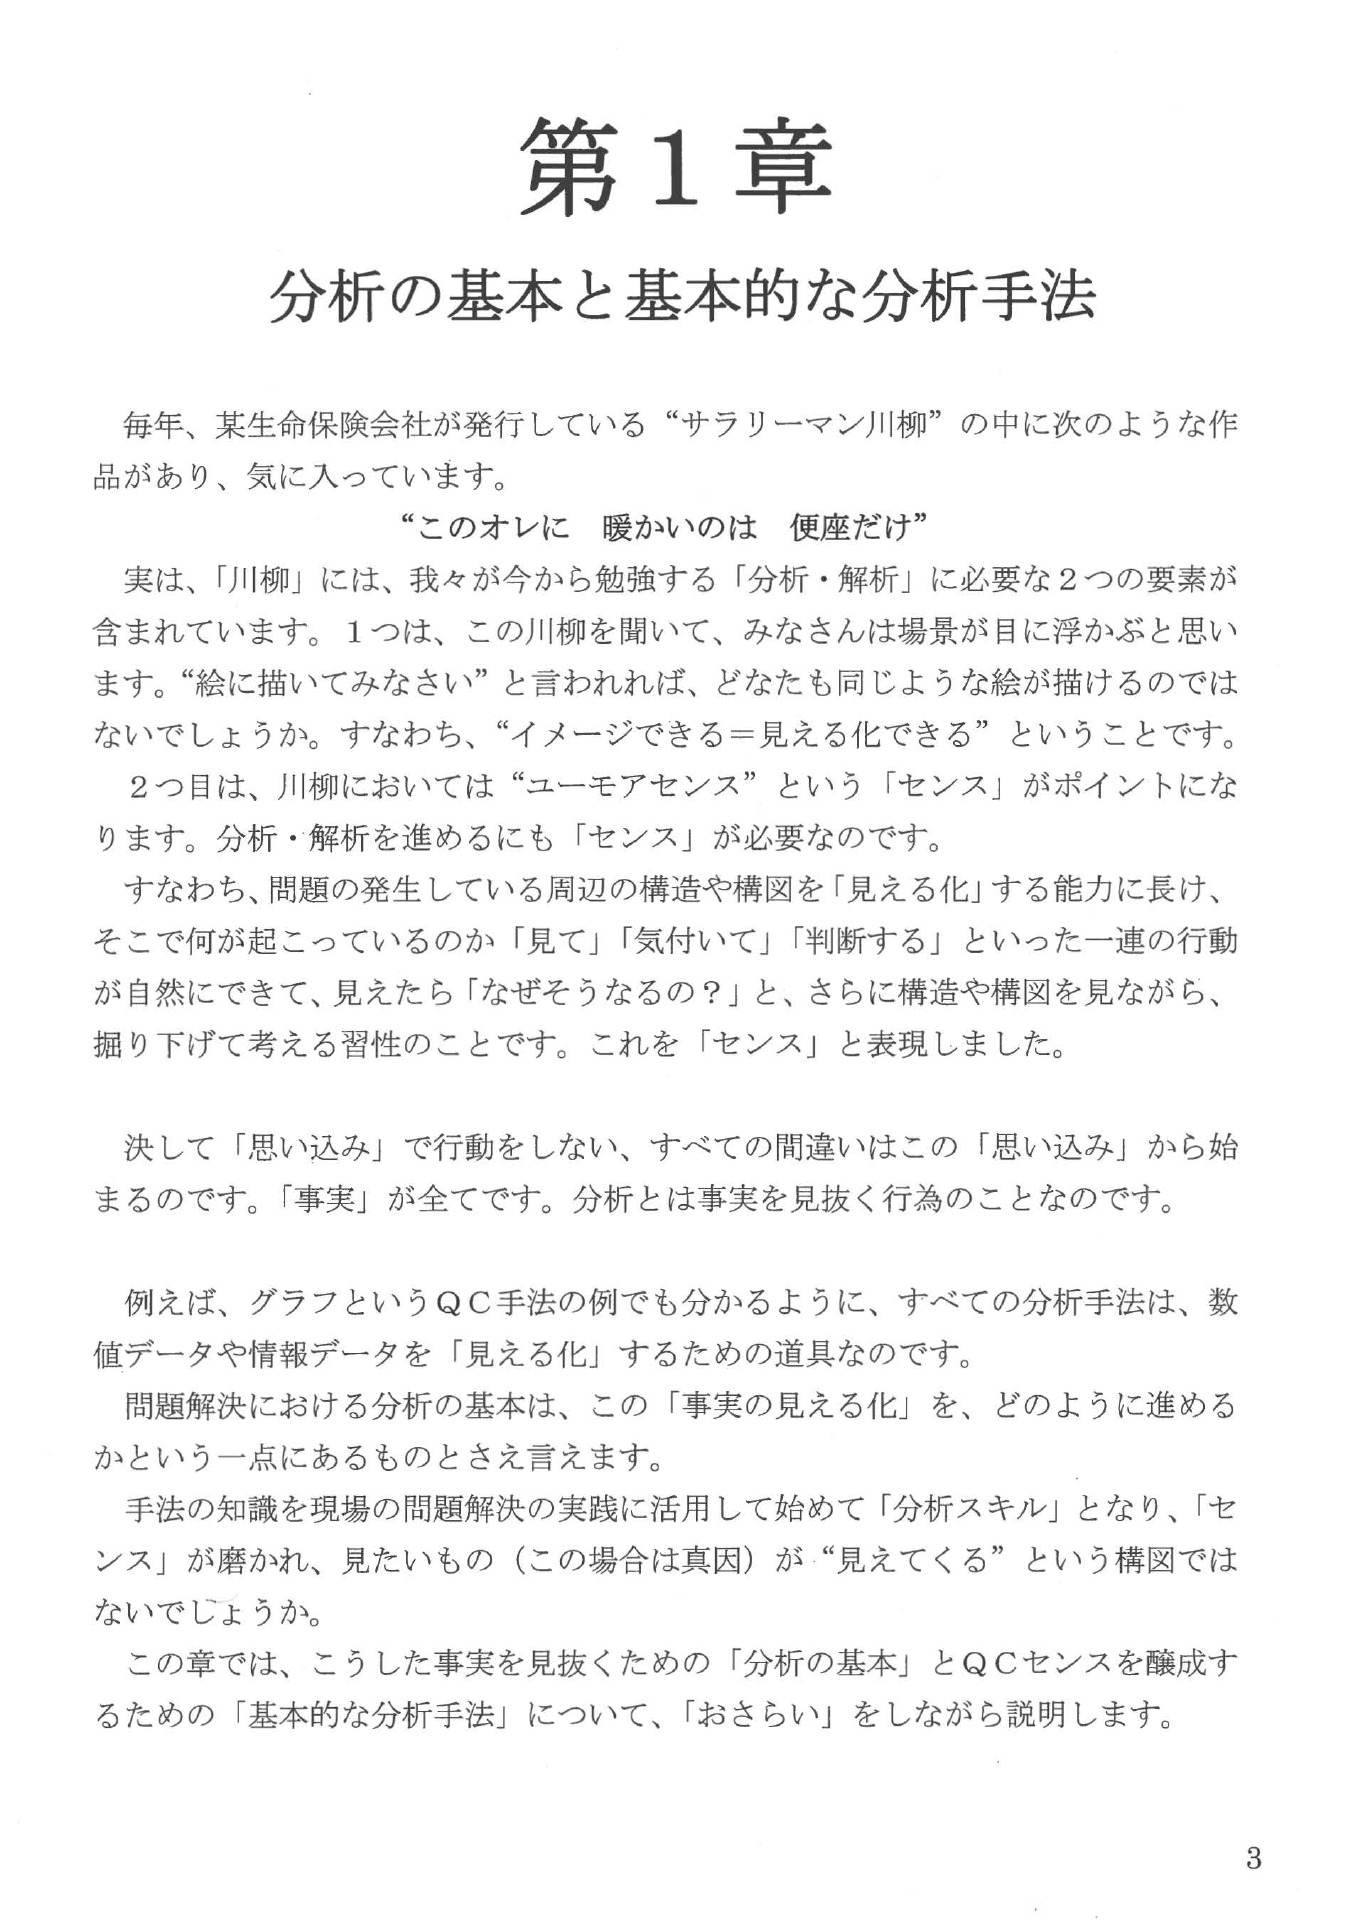 第１章
分析の基本と基本的な分析手法
毎年、某生命保険会社が発行している“サラリーマン川柳”の中に次のような作
品があり、気に入っています。
“このオレに　暖かいのは　便座だけ”
実は、「川柳」には、我々が今から勉強する「分析・解析」に必要な２つの要素が
含まれています。１つは、この川柳を聞いて、みなさんは場景が目に浮かぶと思い
ます。“絵に描いてみなさい”と言われれば、どなたも同じような絵が描けるのでは
ないでしょうか。すなわち、“イメージできる＝見える化できる”ということです。
２つ目は、川柳においては“ユーモアセンス”という「センス」がポイントにな
ります。分析・解析を進めるにも「センス」が必要なのです。
すなわち、問題の発生している周辺の構造や構図を「見える化」する能力に長け、
そこで何が起こっているのか「見て」「気付いて」「判断する」といった一連の行動
が自然にできて、見えたら「なぜそうなるの？」と、さらに構造や構図を見ながら、
掘り下げて考える習性のことです。これを「センス」と表現しました。
決して「思い込み」で行動をしない、すべての間違いはこの「思い込み」から始
まるのです。「事実」が全てです。分析とは事実を見抜く行為のことなのです。
例えば、グラフというＱＣ手法の例でも分かるように、すべての分析手法は、数
値データや情報データを「見える化」するための道具なのです。
問題解決における分析の基本は、この「事実の見える化」を、どのように進める
かという一点にあるものとさえ言えます。
手法の知識を現場の問題解決の実践に活用して始めて「分析スキル」となり、「セ
ンス」が磨かれ、見たいもの（この場合は真因）が“見えてくる”という構図では
ないでしょうか。
この章では、こうした事実を見抜くための「分析の基本」とＱＣセンスを醸成す
るための「基本的な分析手法」について、「おさらい」をしながら説明します。
3